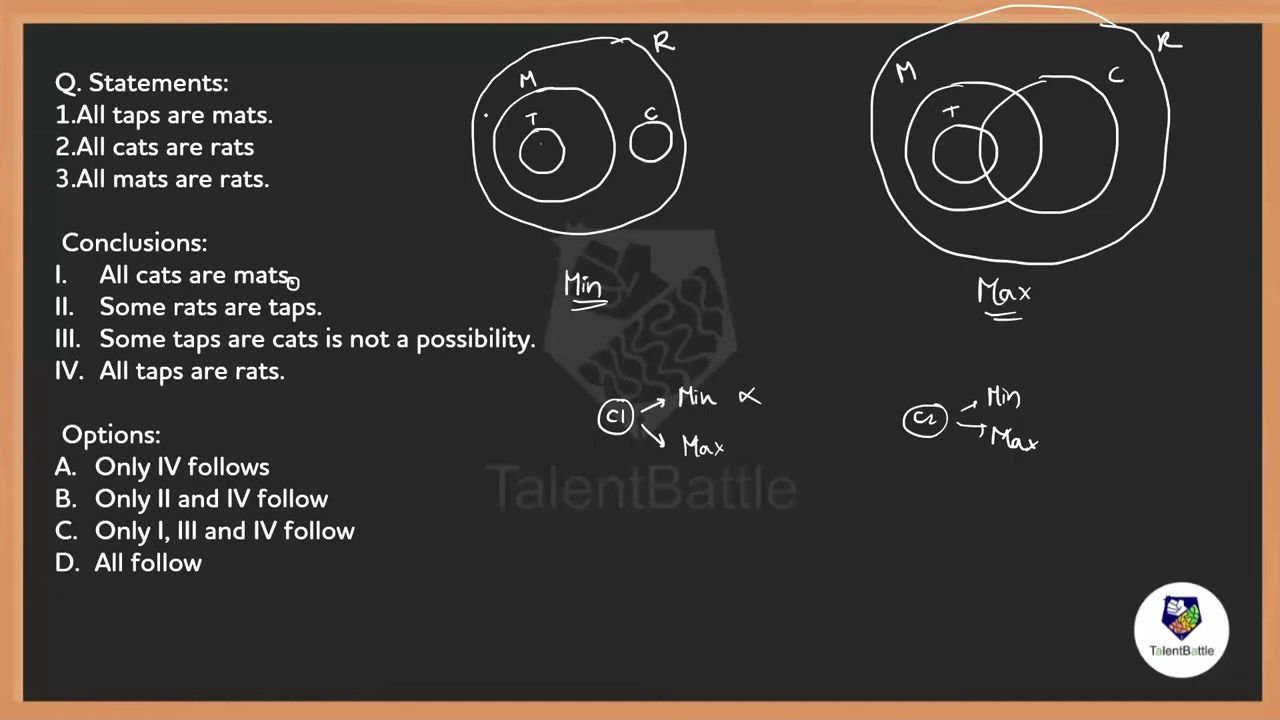 Q. Statements:
1.All taps are mats.
2.All cats are rats
3.All mats are rats.
Conclusions:
I. All cats are mats.
II. Some rats are taps.
III. Some taps are cats is not a possibility.
IV. All taps are rats.
Options:
A. Only IV follows
B. Only II and IV follow
C. Only I, III and IV follow
D. All follow
R
M
T
C
Min
R
M
C
T
Max
C1
Min ∝
Max
C2
Min
Max
TalentBattle
TalentBattle